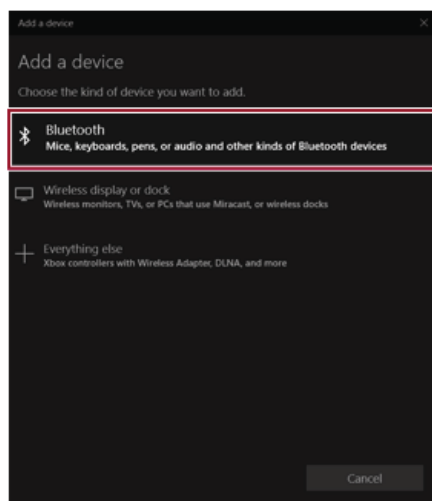 Add a device
Add a device
Choose the kind of device you want to add.
Bluetooth
Mice, keyboards, pens, or audio and other kinds of Bluetooth devices
Wireless display or dock
Wireless monitors, TVs, or PCs that use Miracast, or wireless docks
Everything else
Xbox controllers with Wireless Adapter, DLNA, and more
Cancel